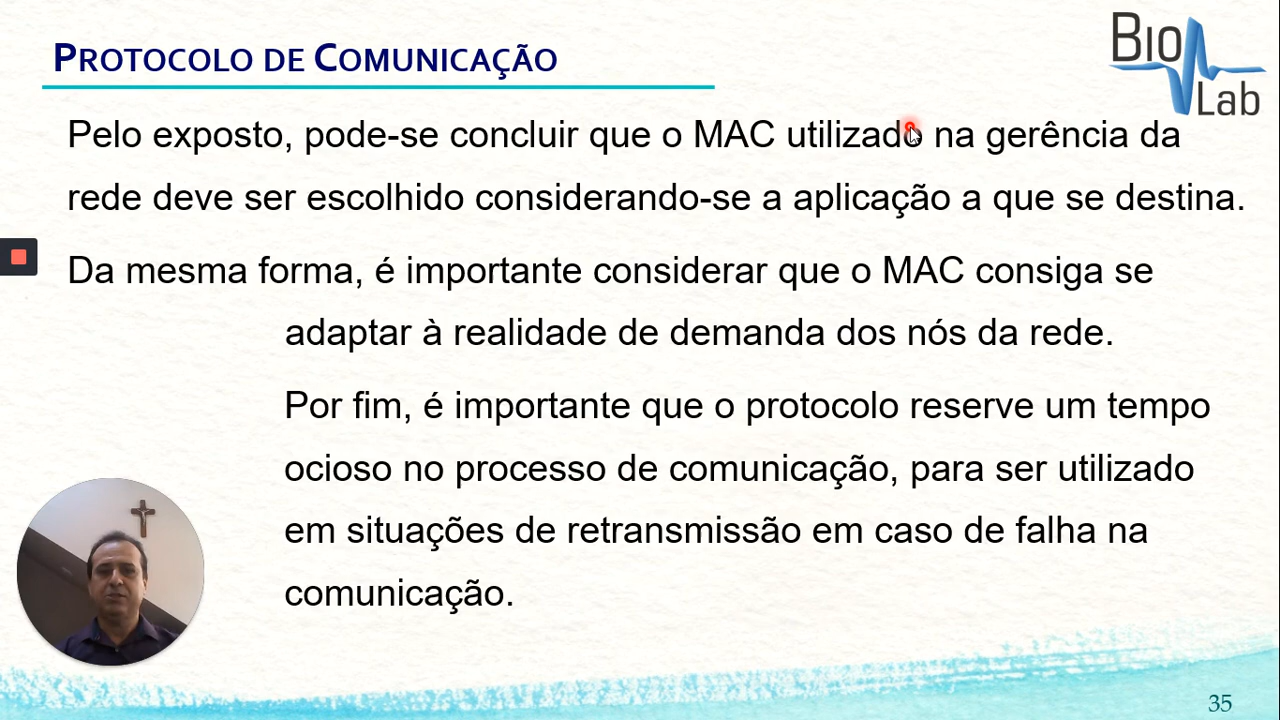 PROTOCOLO DE COMUNICAÇÃO
Bio
Lab
Pelo exposto, pode-se concluir que o MAC utilizado na gerência da
rede deve ser escolhido considerando-se a aplicação a que se destina.
Da mesma forma, é importante considerar que o MAC consiga se
adaptar à realidade de demanda dos nós da rede.
Por fim, é importante que o protocolo reserve um tempo
ocioso no processo de comunicação, para ser utilizado
em situações de retransmissão em caso de falha na
comunicação.
35